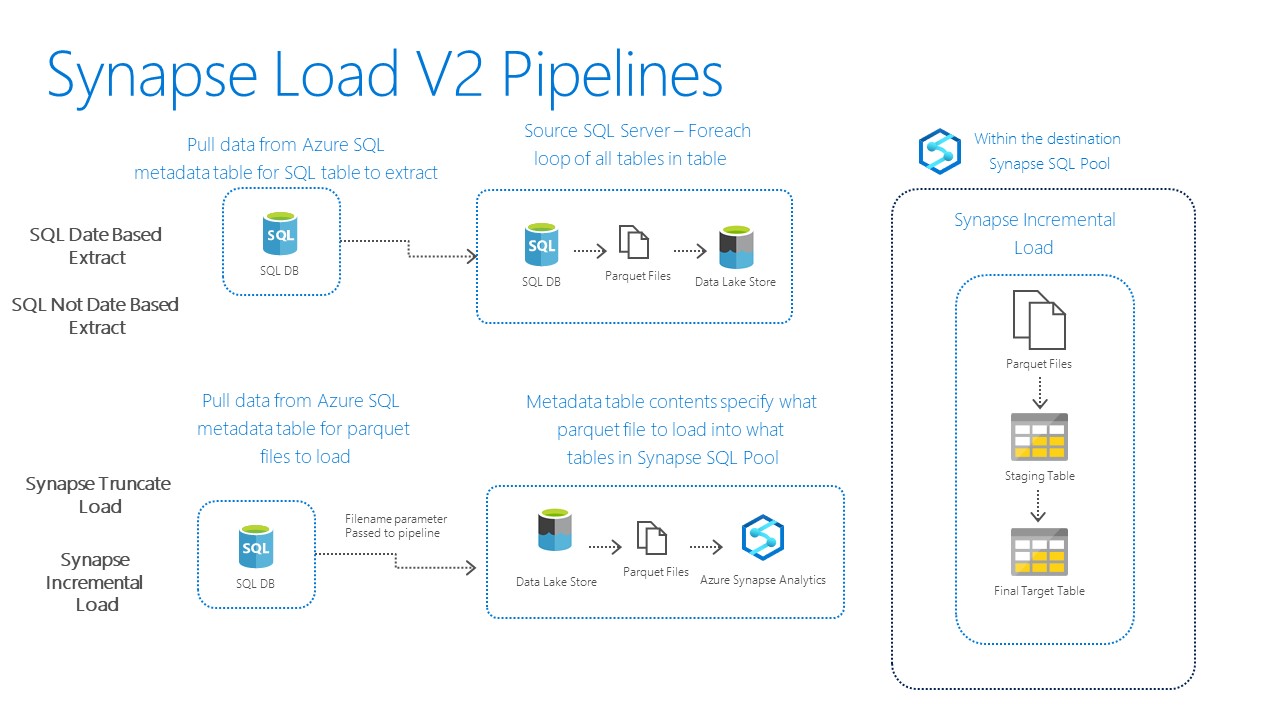 Synapse Load V2 Pipelines
Pull data from Azure SQL
metadata table for SQL table to extract
Source SQL Server – Foreach
loop of all tables in table
Within the destination
Synapse SQL Pool
SQL Date Based
Extract
SQL Not Date Based
Extract
SQL
SQL DB
SQL
SQL DB
Parquet Files
Data Lake Store
Synapse Incremental
Load
Parquet Files
Staging Table
Final Target Table
Pull data from Azure SQL
metadata table for parquet
files to load
Metadata table contents specify what
parquet file to load into what
tables in Synapse SQL Pool
Synapse Truncate
Load
Synapse
Incremental
Load
SQL
SQL DB
Filename parameter
Passed to pipeline
Data Lake Store
Parquet Files
Azure Synapse Analytics